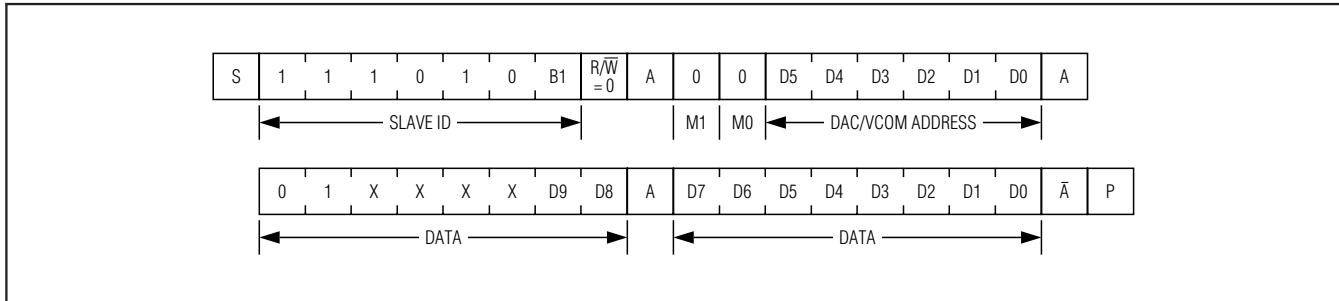 S 1 1 1 0 1 0 B1 R/W̅ = 0 A 0 0 D5 D4 D3 D2 D1 D0 A
SLAVE ID M1 M0 DAC/VCOM ADDRESS
0 1 X X X X D9 D8 A D7 D6 D5 D4 D3 D2 D1 D0 A̅ P
DATA DATA